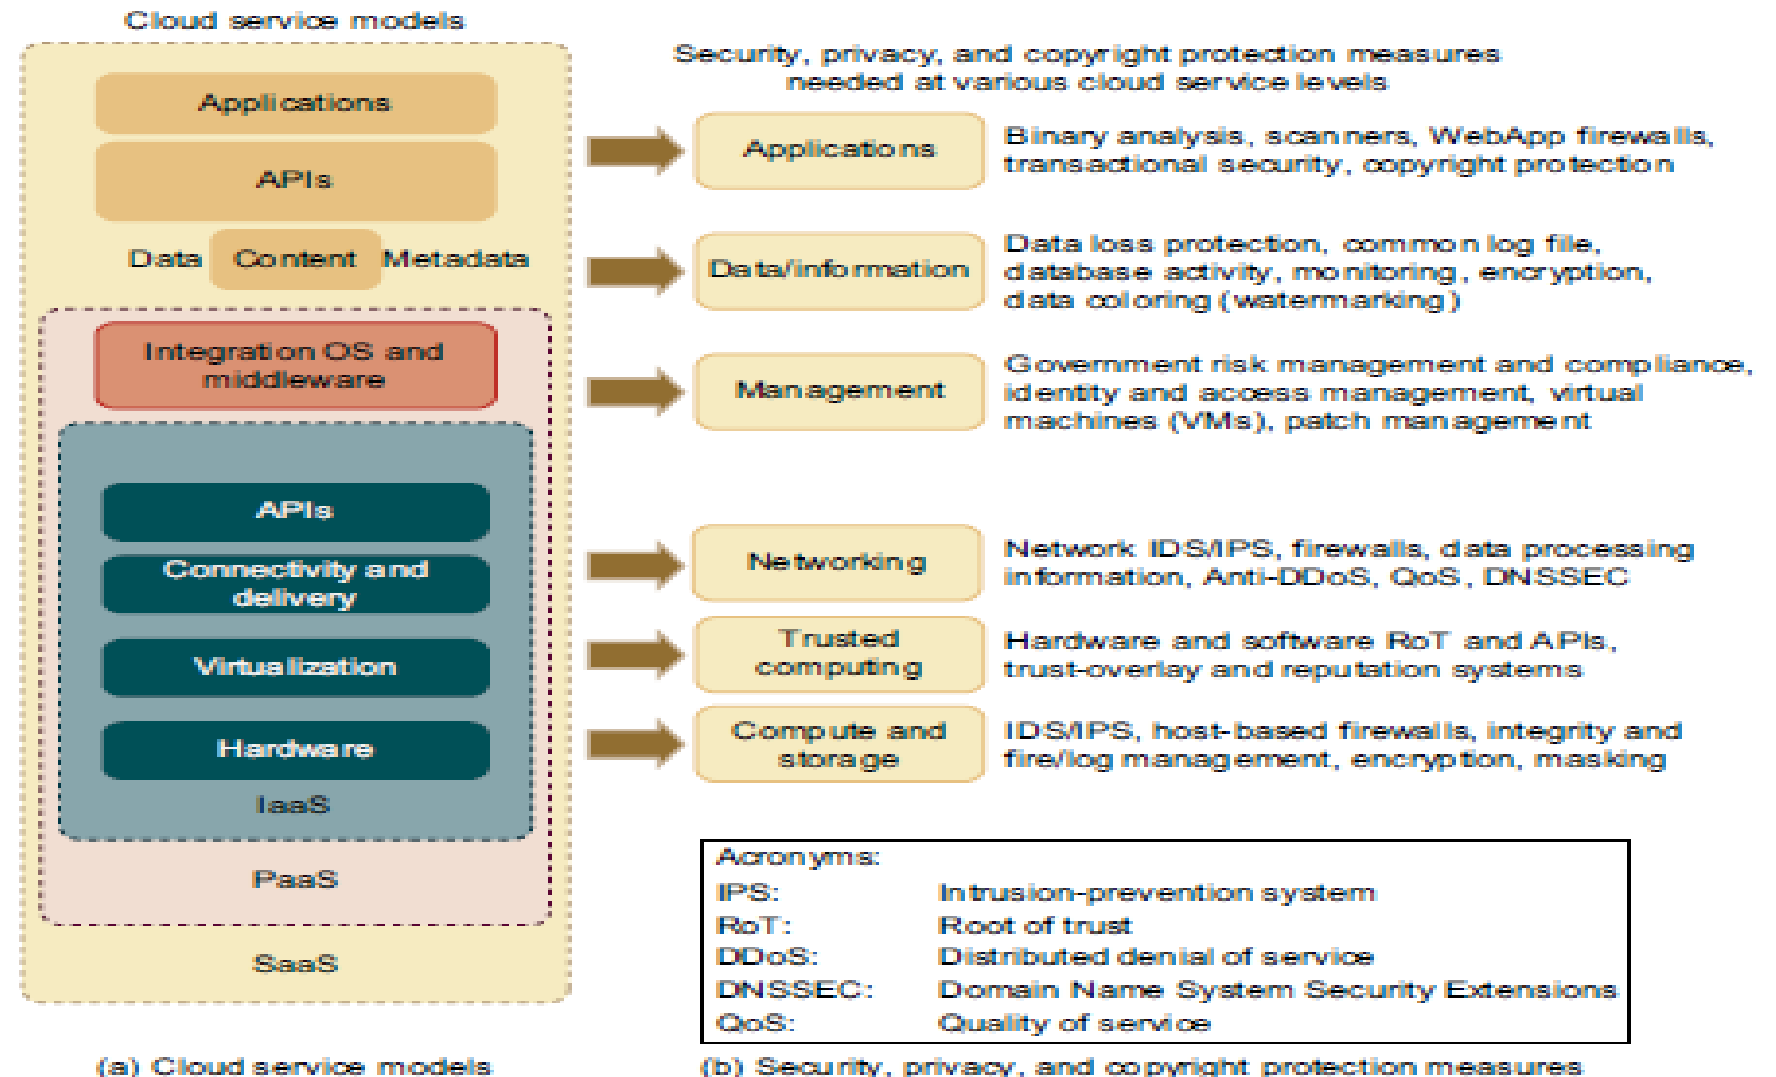 Cloud service models
Applications
APIs
Data Content Metadata
Integration OS and
middleware
APIs
Connectivity and
delivery
Virtualization
Hardware
IaaS
PaaS
SaaS
(a) Cloud service models
Security, privacy, and copyright protection measures
needed at various cloud service levels
Applications
Binary analysis, scanners, WebApp firewalls,
transactional security, copyright protection
Data/information
Data loss protection, common log file,
database activity, monitoring, encryption,
data coloring (watermarking)
Management
Government risk management and compliance,
identity and access management, virtual
machines (VMs), patch management
Networking
Network IDS/IPS, firewalls, data processing
information, Anti-DDoS, QoS, DNSSEC
Trusted
computing
Hardware and software RoT and APIs,
trust-overlay and reputation systems
Compute and
storage
IDS/IPS, host-based firewalls, integrity and
fire/log management, encryption, masking
Acronyms:
IPS: Intrusion-prevention system
RoT: Root of trust
DDoS: Distributed denial of service
DNSSEC: Domain Name System Security Extensions
QoS: Quality of service
(b) Security, privacy, and copyright protection measures